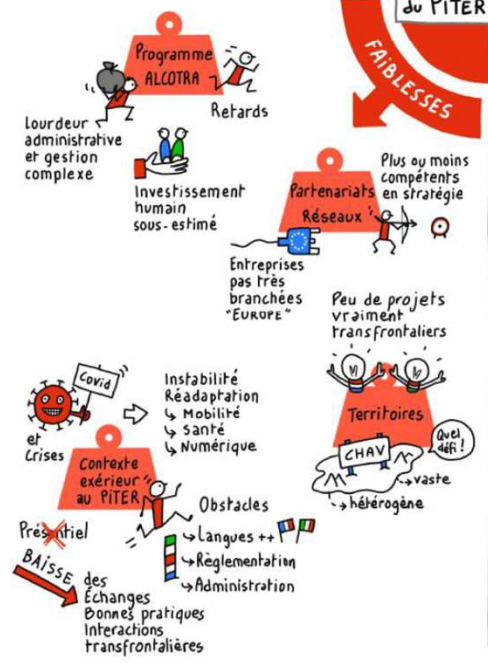 du PiTER
FAiBLESSES
Programme
ALCOTRA
Retards
Lourdeur
administrative
et gestion
complexe
Investissement
humain
sous-estimé
Partenariats
Réseaux
Plus ou moins
compétents
en stratégie
Entreprises
pas très
branchées
"EUROPE"
Peu de projets
vraiment
transfrontaliers
Territoires
CHAV
Quel
défi !
→ vaste
→ hétérogène
Covid
et
Crises
Instabilité
Réadaptation
↳ Mobilité
↳ Santé
↳ Numérique
Contexte
exérieur
au PiTER
Obstacles
↳ Langues ++
↳ Règlementation
↳ Administration
Présentiel
BAISSE des
Échanges
Bonnes pratiques
Interactions
transfrontalières